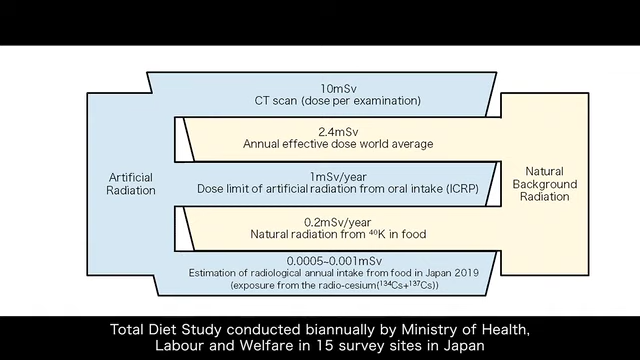 10mSv
CT scan (dose per examination)
2.4mSv
Annual effective dose world average
Artificial
Radiation
1mSv/year
Dose limit of artificial radiation from oral intake (ICRP)
Natural
Background
Radiation
0.2mSv/year
Natural radiation from ⁴⁰K in food
0.0005~0.001mSv
Estimation of radiological annual intake from food in Japan 2019
(exposure from the radio-cesium(¹³⁴Cs+¹³⁷Cs))
Total Diet Study conducted biannually by Ministry of Health,
Labour and Welfare in 15 survey sites in Japan